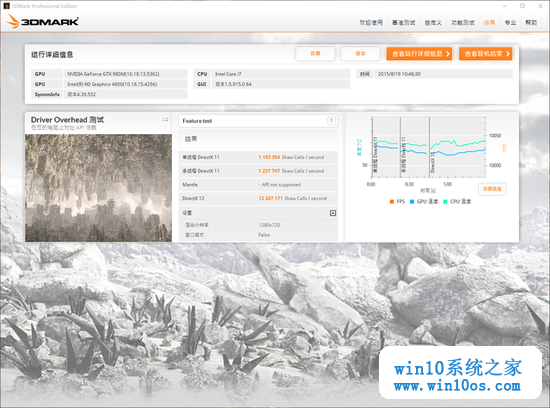 3DMark Professional Edition
3DMARK
欢迎使用 基准测试 自定义 功能测试 结果 专业 帮助
运行详细信息
查看运行详细信息
查看联机结果
GPU NVIDIA GeForce GTX 980M(10.18.13.5362)
CPU Intel Core i7
时间 2015/8/19 10:46:30
GPU Intel(R) HD Graphics 4600(10.18.15.4256)
GUI 版本1.5.915.0 64
SystemInfo 版本4.39.552
Driver Overhead 测试
在您的电脑上对比 API 性能
Feature test
?
结果
单线程 DirectX 11 1 193 304 Draw Calls / second
多线程 DirectX 11 1 237 747 Draw Calls / second
Mantle - API not supported
DirectX 12 12 267 171 Draw Calls / second
设置
渲染分辨率 1280x720
窗口模式 False
单线程 DirectX 11
多线程 DirectX 11
DirectX 12
10050
10000
0:00 0:30 1:00
时间 [s]
详细信息
FPS GPU 温度 CPU 温度
win10系统之家
www.win10os.com